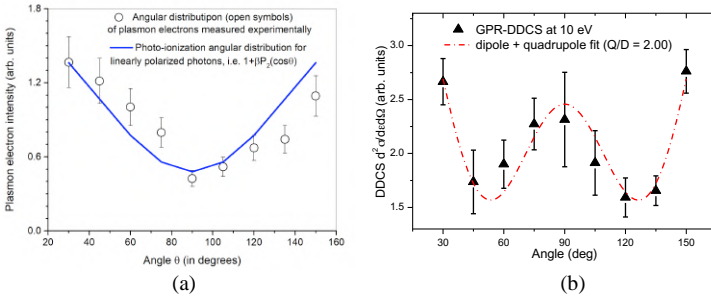 (a)
Angular distributipon (open symbols)
of plasmon electrons measured experimentally
Photo-ionization angular distribution for
linearly polarized photons, i.e. 1+βP₂(cosθ)
Plasmon electron intensity (arb. units)
1.8
1.2
0.6
0.0
20 40 60 80 100 120 140 160
Angle θ (in degrees)
(a)
GPR-DDCS at 10 eV
dipole + quadrupole fit (Q/D = 2.00)
DDCS d² σ/dεdΩ (arb. units)
3.0
2.5
2.0
1.5
30 60 90 120 150
Angle (deg)
(b)